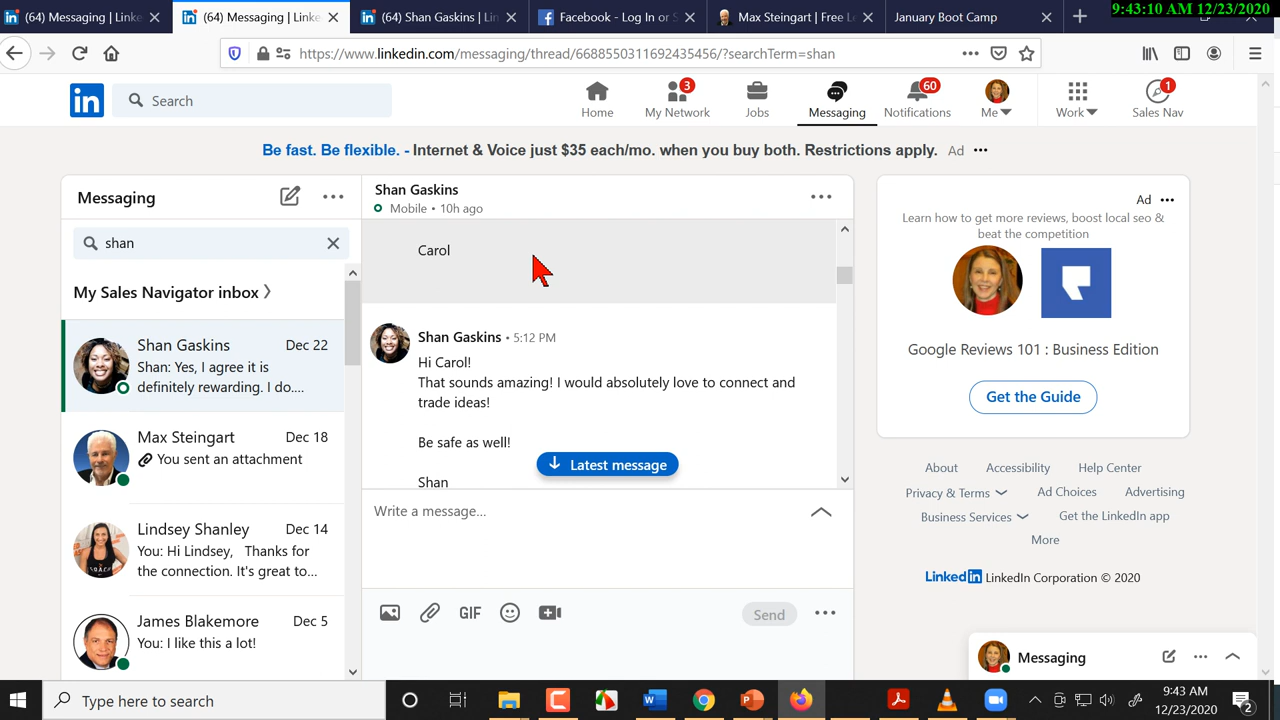 (64) Messaging | Linke
(64) Messaging | Linke
(64) Shan Gaskins | Lin
Facebook - Log In or S
Max Steingart | Free Le
January Boot Camp
9:43:10 AM 12/23/2020
https://www.linkedin.com/messaging/thread/6688550311692435456/?searchTerm=shan
in
Search
Home
3
My Network
Jobs
Messaging
60
Notifications
Me
Work
1
Sales Nav
Be fast. Be flexible. - Internet & Voice just $35 each/mo. when you buy both. Restrictions apply. Ad
Messaging
shan
My Sales Navigator inbox
Shan Gaskins Dec 22
Shan: Yes, I agree it is
definitely rewarding. I do....
Max Steingart Dec 18
You sent an attachment
Lindsey Shanley Dec 14
You: Hi Lindsey, Thanks for
the connection. It's great to...
James Blakemore Dec 5
You: I like this a lot!
Shan Gaskins
Mobile • 10h ago
Carol
Shan Gaskins • 5:12 PM
Hi Carol!
That sounds amazing! I would absolutely love to connect and
trade ideas!
Be safe as well!
Latest message
Shan
Write a message...
GIF
Send
Ad
Learn how to get more reviews, boost local seo &
beat the competition
Google Reviews 101 : Business Edition
Get the Guide
About Accessibility Help Center
Privacy & Terms Ad Choices Advertising
Business Services Get the LinkedIn app
More
LinkedIn LinkedIn Corporation © 2020
Messaging
Type here to search
9:43 AM
12/23/2020
2